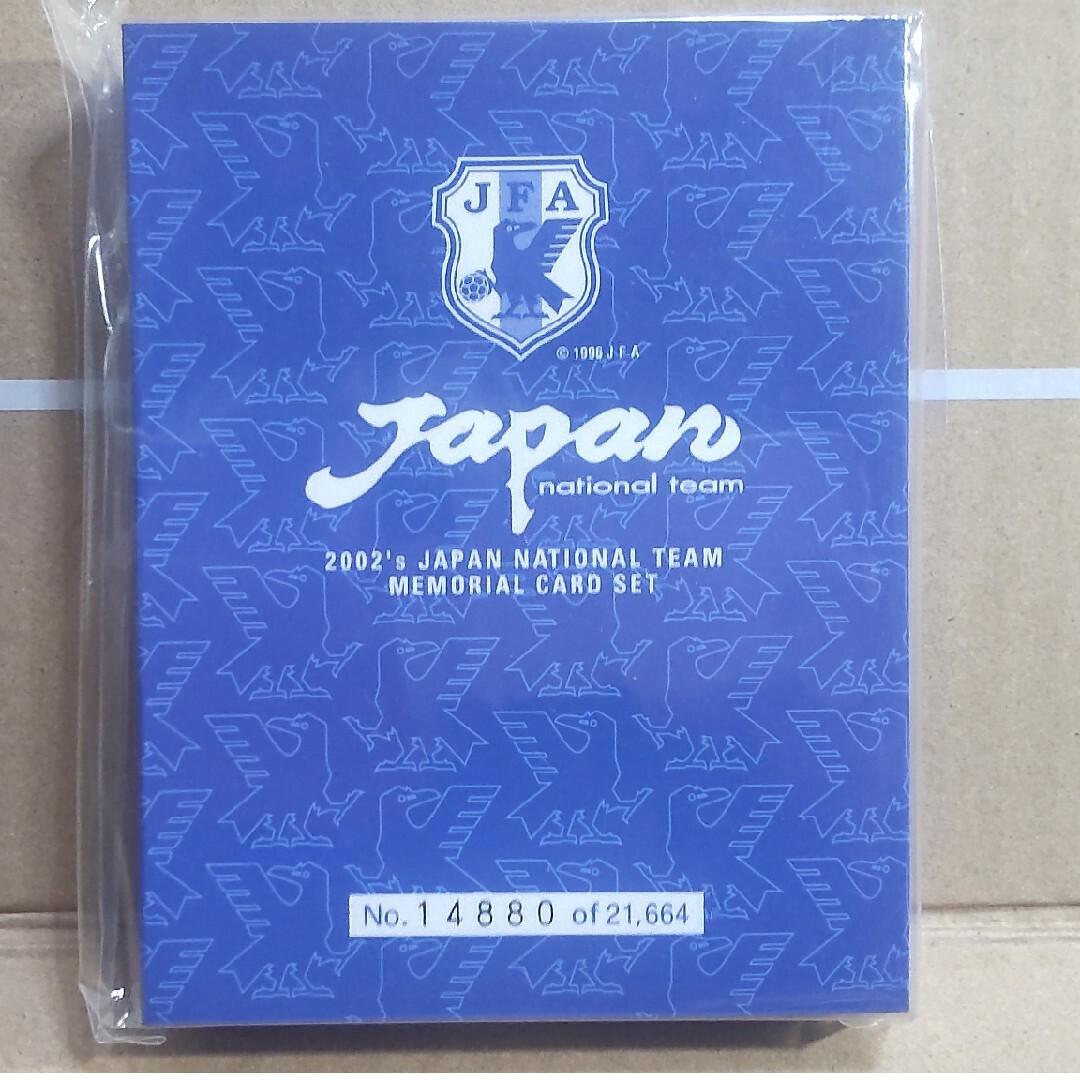 JFA
© 1996 J.F.A
Japan
national team
2002's JAPAN NATIONAL TEAM
MEMORIAL CARD SET
No. 14880 of 21,664